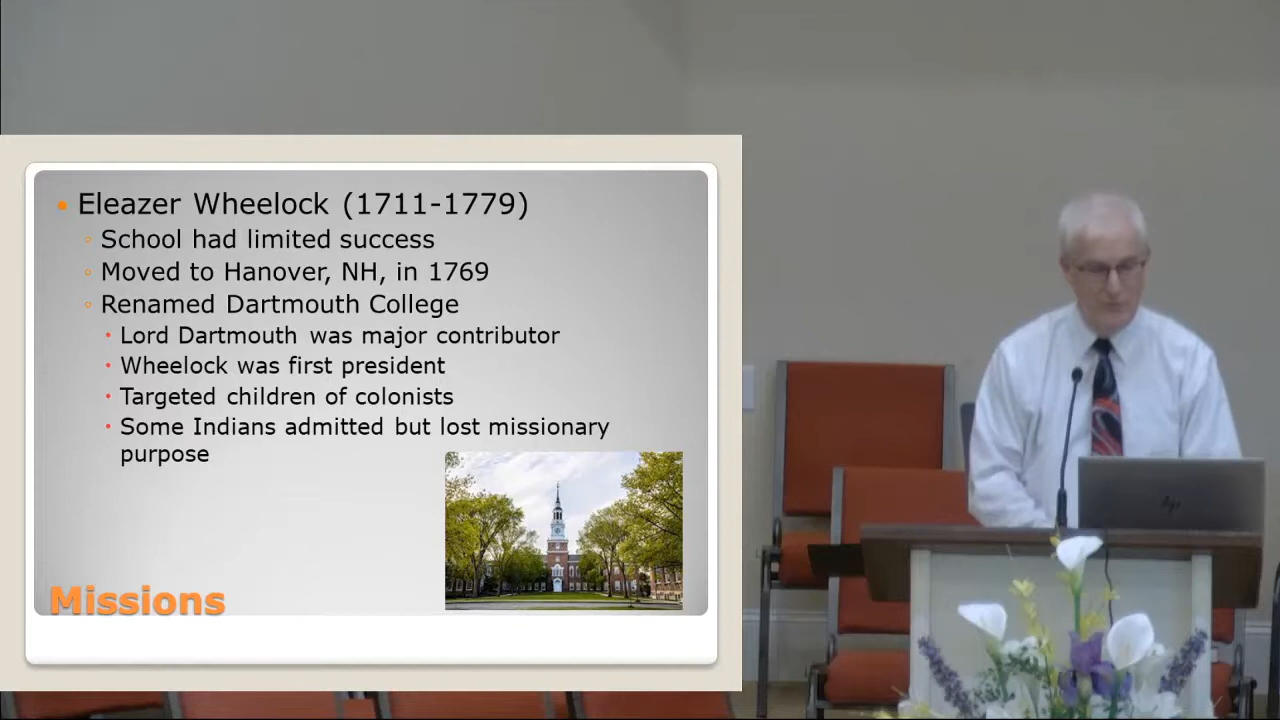 Eleazer Wheelock (1711-1779)
School had limited success
Moved to Hanover, NH, in 1769
Renamed Dartmouth College
Lord Dartmouth was major contributor
Wheelock was first president
Targeted children of colonists
Some Indians admitted but lost missionary
purpose
Missions
hp